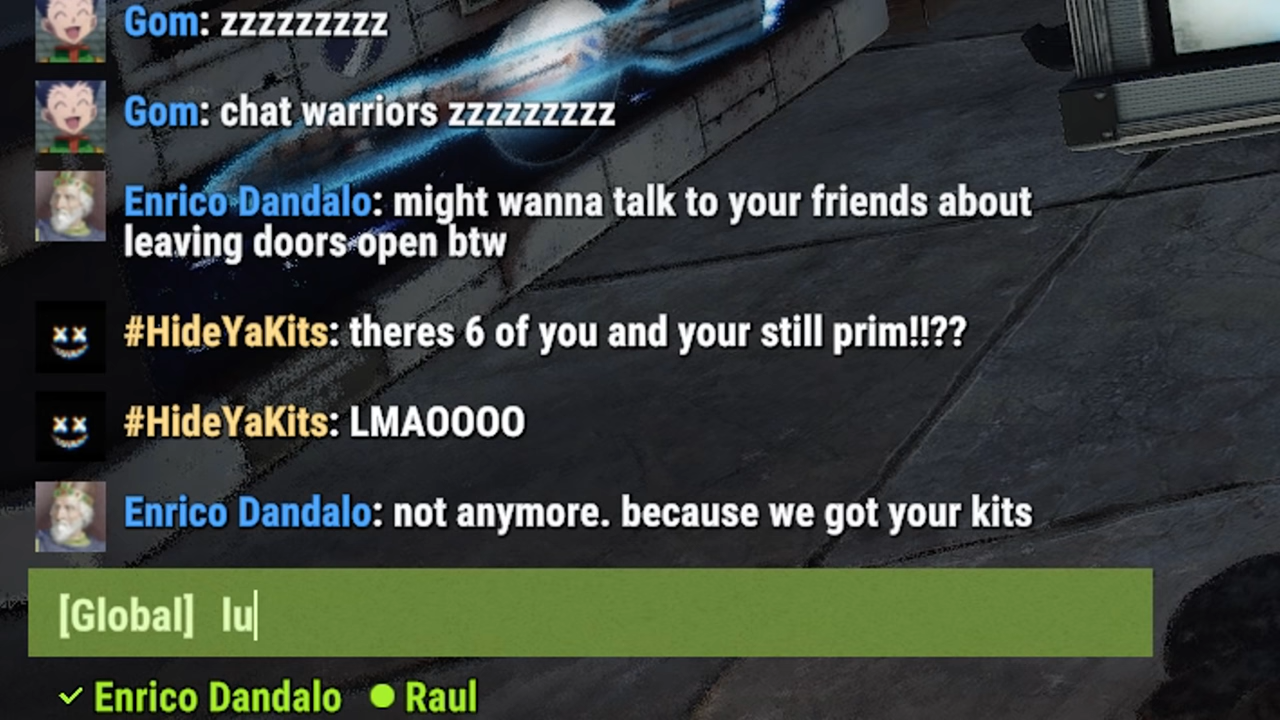 Gom: zzzzzzzzz
Gom: chat warriors zzzzzzzzz
Enrico Dandalo: might wanna talk to your friends about
leaving doors open btw
#HideYaKits: theres 6 of you and your still prim!!??
#HideYaKits: LMAOOOO
Enrico Dandalo: not anymore. because we got your kits
[Global] lu
✓ Enrico Dandalo ● Raul